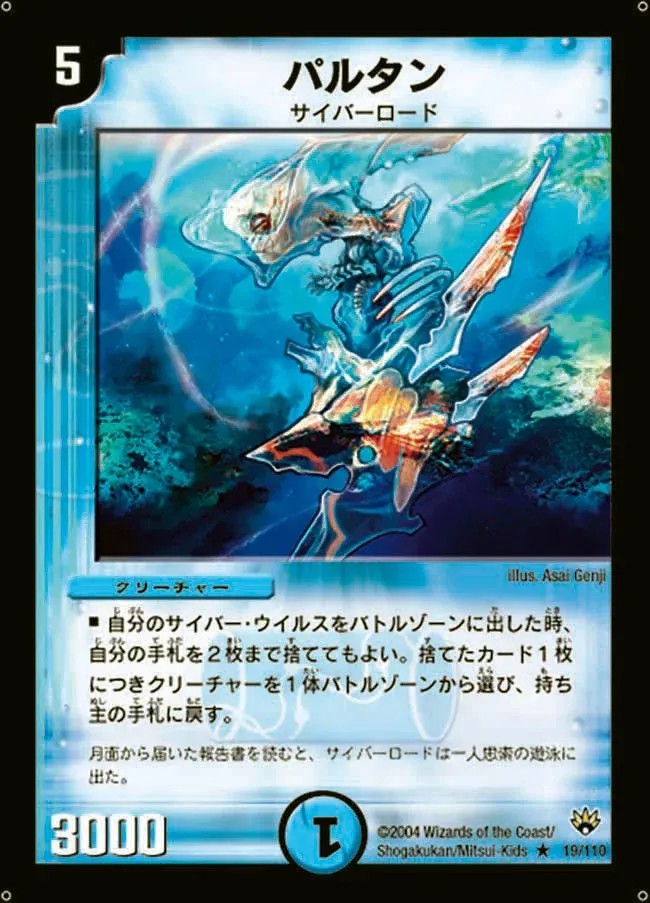 5
パルタン
サイバーロード
illus. Asai Genji
クリーチャー
■ 自分のサイバー・ウイルスをバトルゾーンに出した時、
自分の手札を2枚まで捨ててもよい。捨てたカード1枚
につきクリーチャーを1体バトルゾーンから選び、持ち
主の手札に戻す。
月面から届いた報告書を読むと、サイバーロードは一人思索の遊泳に
出た。
3000
1
©2004 Wizards of the Coast/
Shogakukan/Mitsui-Kids ★ 19/110